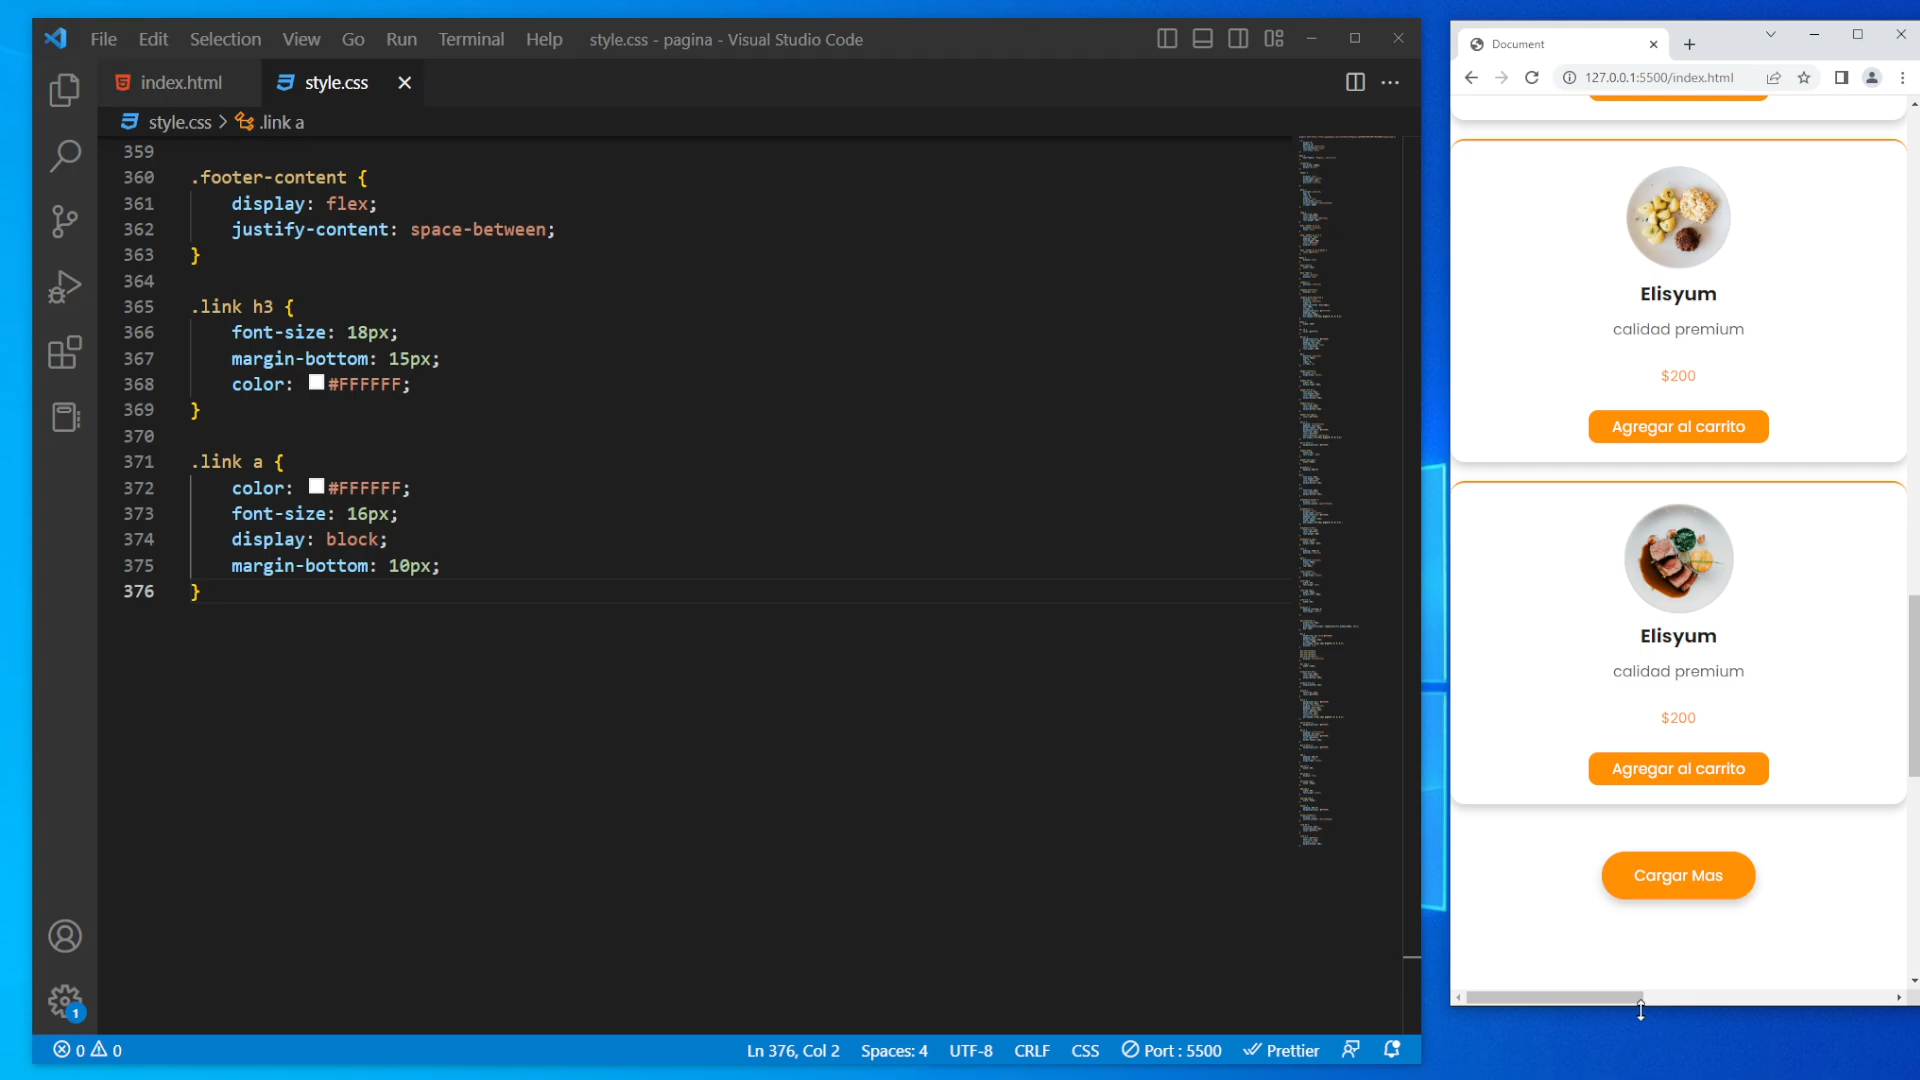 File Edit Selection View Go Run Terminal Help style.css - pagina - Visual Studio Code
index.html style.css
style.css > .link a
359
360 .footer-content {
361 display: flex;
362 justify-content: space-between;
363 }
364
365 .link h3 {
366 font-size: 18px;
367 margin-bottom: 15px;
368 color: #FFFFFF;
369 }
370
371 .link a {
372 color: #FFFFFF;
373 font-size: 16px;
374 display: block;
375 margin-bottom: 10px;
376 }
1
0 0 Ln 376, Col 2 Spaces: 4 UTF-8 CRLF CSS Port : 5500 Prettier
Document
127.0.0.1:5500/index.html
Elisyum
calidad premium
$200
Agregar al carrito
Elisyum
calidad premium
$200
Agregar al carrito
Cargar Mas